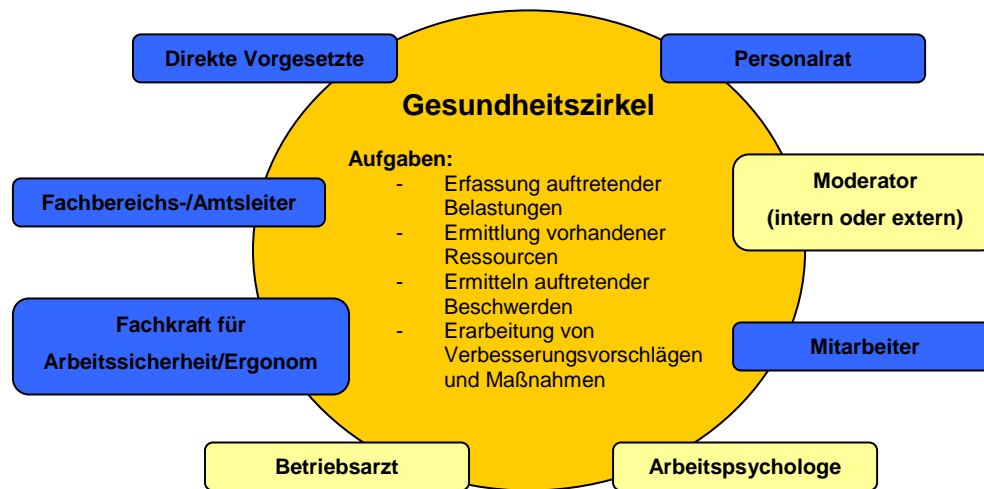 Direkte Vorgesetzte
Personalrat
Gesundheitszirkel
Aufgaben:
- Erfassung auftretender
Belastungen
- Ermittlung vorhandener
Ressourcen
- Ermitteln auftretender
Beschwerden
- Erarbeitung von
Verbesserungsvorschlägen
und Maßnahmen
Fachbereichs-/Amtsleiter
Moderator
(intern oder extern)
Fachkraft für
Arbeitssicherheit/Ergonom
Mitarbeiter
Betriebsarzt
Arbeitspsychologe